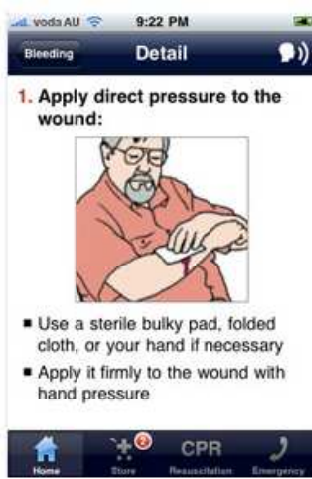 voda AU 9:22 PM
Bleeding Detail
1. Apply direct pressure to the
wound:
■ Use a sterile bulky pad, folded
cloth, or your hand if necessary
■ Apply it firmly to the wound with
hand pressure
2
CPR
Home Store Resuscitation Emergency